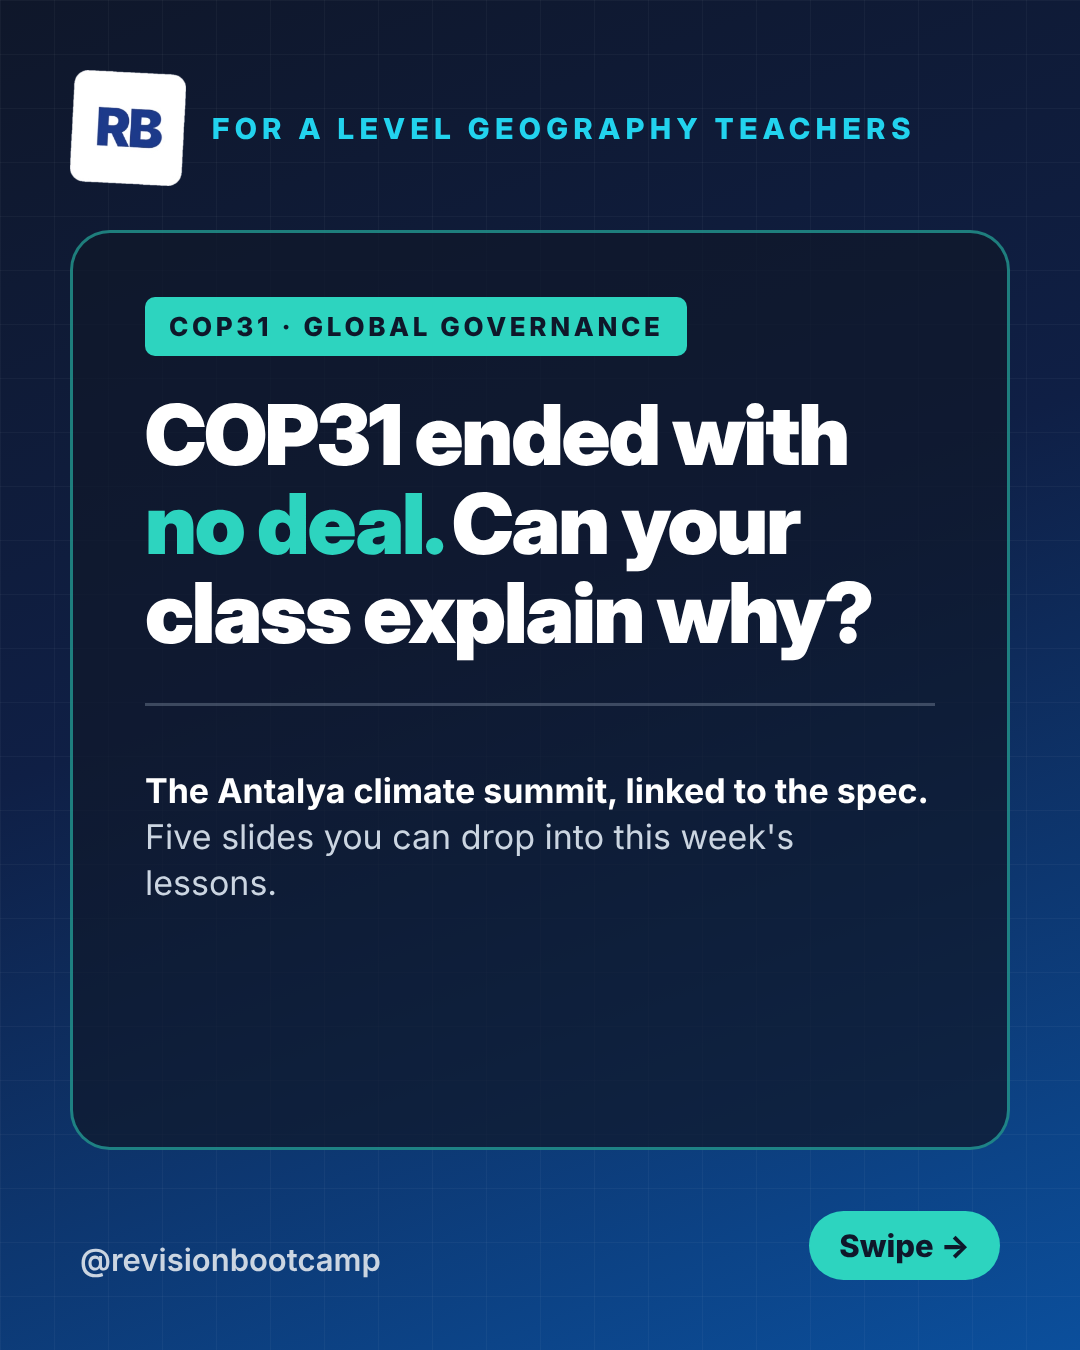 RB
FOR A LEVEL GEOGRAPHY TEACHERS
COP31 · GLOBAL GOVERNANCE
COP31 ended with
no deal. Can your
class explain why?
The Antalya climate summit, linked to the spec.
Five slides you can drop into this week's
lessons.
@revisionbootcamp
Swipe →